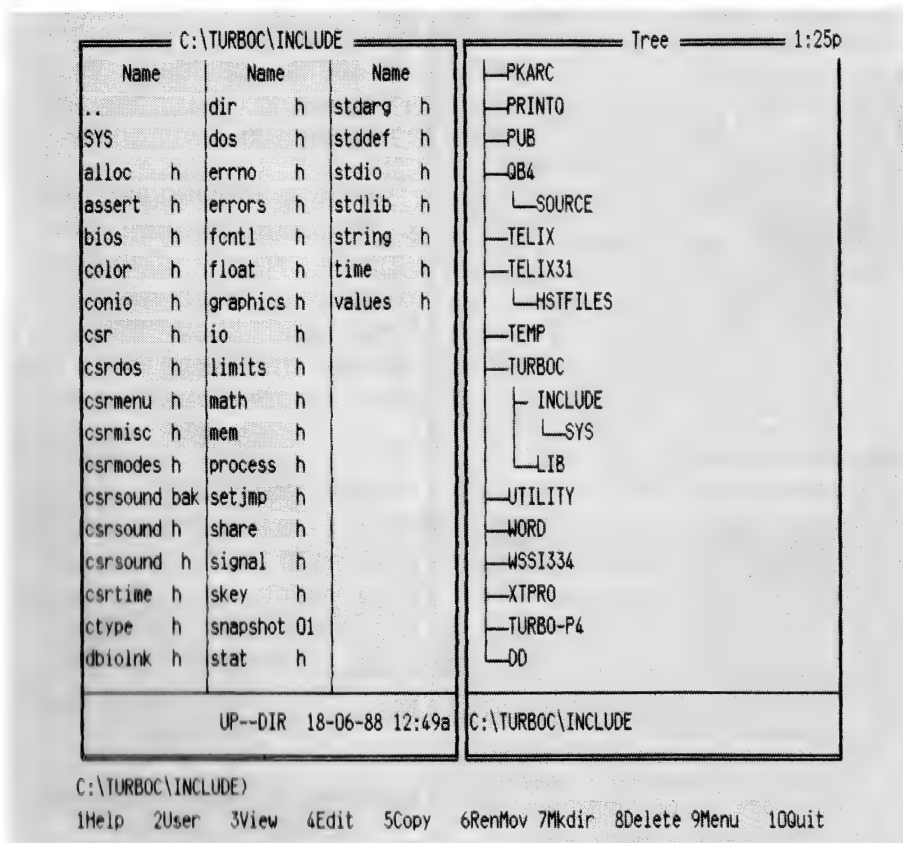 C:\TURBOC\INCLUDE
Name Name Name
.. dir h stdarg h
SYS dos h stddef h
alloc h errno h stdio h
assert h errors h stdlib h
bios h fcntl h string h
color h float h time h
conio h graphics h values h
csr h io h
csrdos h limits h
csrmenu h math h
csrmisc h mem h
csrmodes h process h
csrsound bak setjmp h
csrsound h share h
csrsound h signal h
csrtime h skey h
ctype h snapshot 01
dbiolnk h stat h
UP--DIR 18-06-88 12:49a
Tree 1:25p
PKARC
PRINTO
PUB
QB4
SOURCE
TELIX
TELIX31
HSTFILES
TEMP
TURBOC
INCLUDE
SYS
LIB
UTILITY
WORD
WSSI334
XTPRO
TURBO-P4
DD
C:\TURBOC\INCLUDE
C:\TURBOC\INCLUDE)
1Help 2User 3View 4Edit 5Copy 6RenMov 7Mkdir 8Delete 9Menu 10Quit